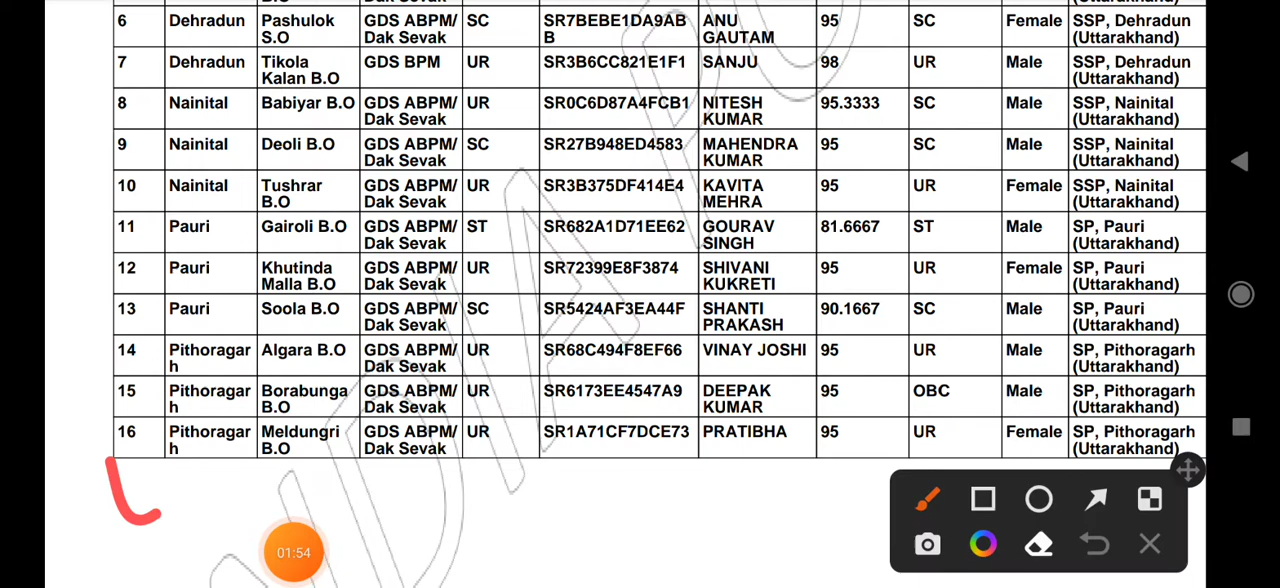 6 Dehradun Pashulok S.O GDS ABPM/ Dak Sevak SC SR7BEBE1DA9AB B ANU GAUTAM 95 SC Female SSP, Dehradun (Uttarakhand)
7 Dehradun Tikola Kalan B.O GDS BPM UR SR3B6CC821E1F1 SANJU 98 UR Male SSP, Dehradun (Uttarakhand)
8 Nainital Babiyar B.O GDS ABPM/ Dak Sevak UR SR0C6D87A4FCB1 NITESH KUMAR 95.3333 SC Male SSP, Nainital (Uttarakhand)
9 Nainital Deoli B.O GDS ABPM/ Dak Sevak SC SR27B948ED4583 MAHENDRA KUMAR 95 SC Male SSP, Nainital (Uttarakhand)
10 Nainital Tushrar B.O GDS ABPM/ Dak Sevak UR SR3B375DF414E4 KAVITA MEHRA 95 UR Female SSP, Nainital (Uttarakhand)
11 Pauri Gairoli B.O GDS ABPM/ Dak Sevak ST SR682A1D71EE62 GOURAV SINGH 81.6667 ST Male SP, Pauri (Uttarakhand)
12 Pauri Khutinda Malla B.O GDS ABPM/ Dak Sevak UR SR72399E8F3874 SHIVANI KUKRETI 95 UR Female SP, Pauri (Uttarakhand)
13 Pauri Soola B.O GDS ABPM/ Dak Sevak SC SR5424AF3EA44F SHANTI PRAKASH 90.1667 SC Male SP, Pauri (Uttarakhand)
14 Pithoragar h Algara B.O GDS ABPM/ Dak Sevak UR SR68C494F8EF66 VINAY JOSHI 95 UR Male SP, Pithoragarh (Uttarakhand)
15 Pithoragar h Borabunga B.O GDS ABPM/ Dak Sevak UR SR6173EE4547A9 DEEPAK KUMAR 95 OBC Male SP, Pithoragarh (Uttarakhand)
16 Pithoragar h Meldungri B.O GDS ABPM/ Dak Sevak UR SR1A71CF7DCE73 PRATIBHA 95 UR Female SP, Pithoragarh (Uttarakhand)
01:54